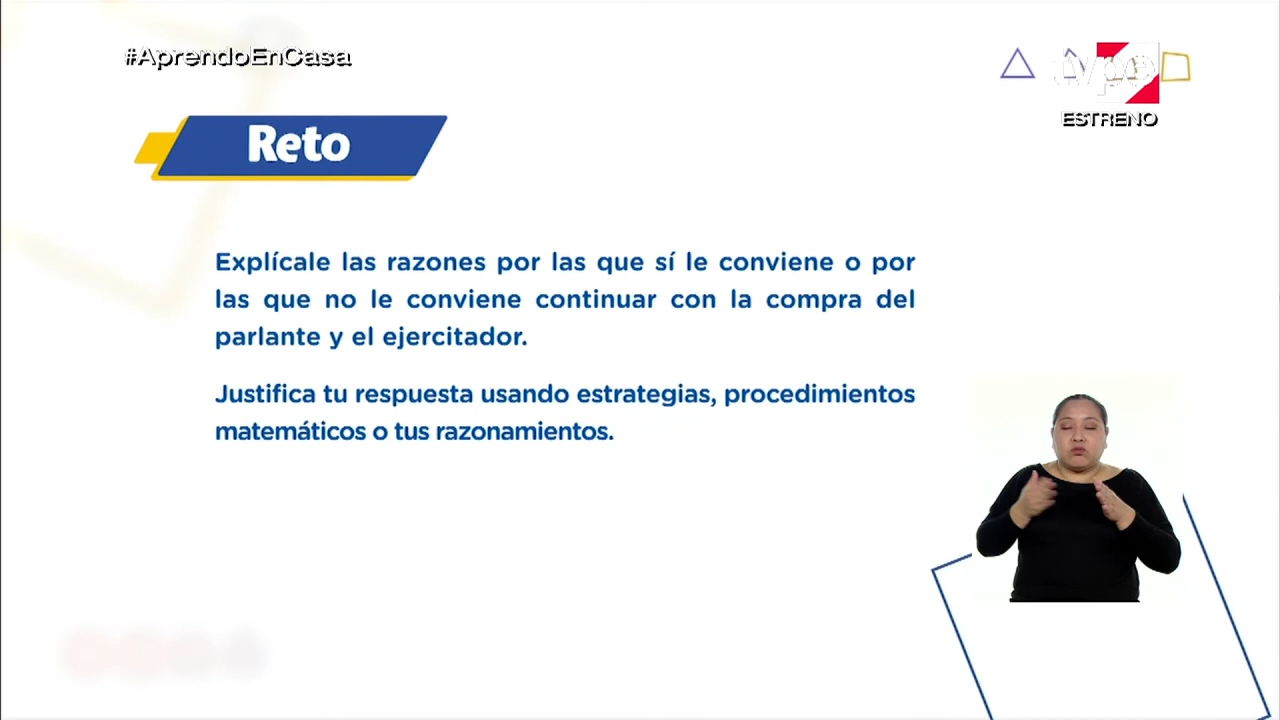 #AprendoEnCasa
tvpe
ESTRENO
Reto
Explícale las razones por las que sí le conviene o por
las que no le conviene continuar con la compra del
parlante y el ejercitador.
Justifica tu respuesta usando estrategias, procedimientos
matemáticos o tus razonamientos.